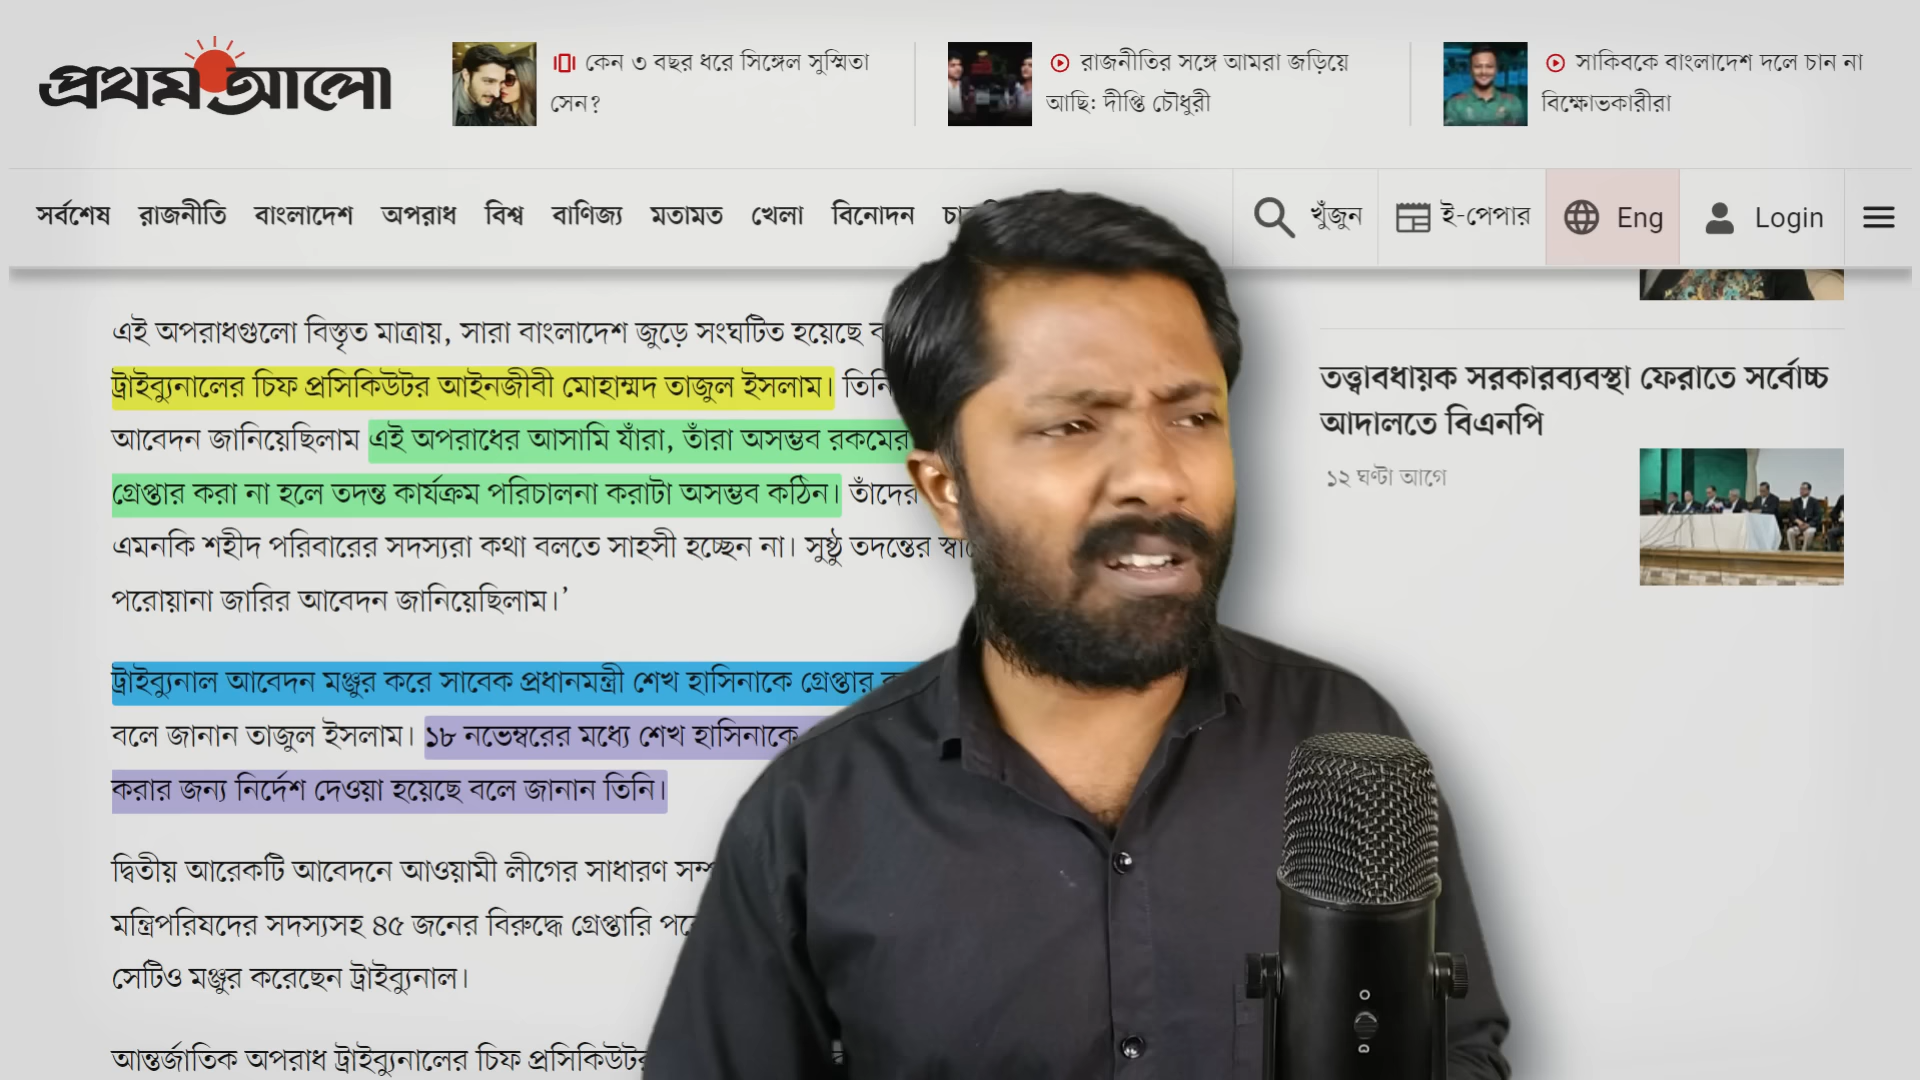 প্রথম আলো
কেন ৩ বছর ধরে সিঙ্গেল সুস্মিতা
সেন?
রাজনীতির সঙ্গে আমরা জড়িয়ে
আছি: দীপ্তি চৌধুরী
সাকিবকে বাংলাদেশ দলে চান না
বিক্ষোভকারীরা
সর্বশেষ রাজনীতি বাংলাদেশ অপরাধ বিশ্ব বাণিজ্য মতামত খেলা বিনোদন
খুঁজুন ই-পেপার Eng Login
এই অপরাধগুলো বিস্তৃত মাত্রায়, সারা বাংলাদেশ জুড়ে সংঘটিত হয়েছে
ট্রাইব্যুনালের চিফ প্রসিকিউটর আইনজীবী মোহাম্মদ তাজুল ইসলাম। তিনি
আবেদন জানিয়েছিলাম এই অপরাধের আসামি যাঁরা, তাঁরা অসম্ভব রকমের
গ্রেপ্তার করা না হলে তদন্ত কার্যক্রম পরিচালনা করাটা অসম্ভব কঠিন। তাঁদের
এমনকি শহীদ পরিবারের সদস্যরা কথা বলতে সাহসী হচ্ছেন না। সুষ্ঠু তদন্তের
পরোয়ানা জারির আবেদন জানিয়েছিলাম।’
ট্রাইব্যুনাল আবেদন মঞ্জুর করে সাবেক প্রধানমন্ত্রী শেখ হাসিনাকে গ্রেপ্তার
বলে জানান তাজুল ইসলাম। ১৮ নভেম্বরের মধ্যে শেখ হাসিনাকে
করার জন্য নির্দেশ দেওয়া হয়েছে বলে জানান তিনি।
দ্বিতীয় আরেকটি আবেদনে আওয়ামী লীগের সাধারণ
মন্ত্রিপরিষদের সদস্যসহ ৪৫ জনের বিরুদ্ধে গ্রেপ্তারি
সেটিও মঞ্জুর করেছেন ট্রাইব্যুনাল।
আন্তর্জাতিক অপরাধ ট্রাইব্যুনালের চিফ প্রসিকিউটর
তত্ত্বাবধায়ক সরকারব্যবস্থা ফেরাতে সর্বোচ্চ
আদালতে বিএনপি
১২ ঘণ্টা আগে